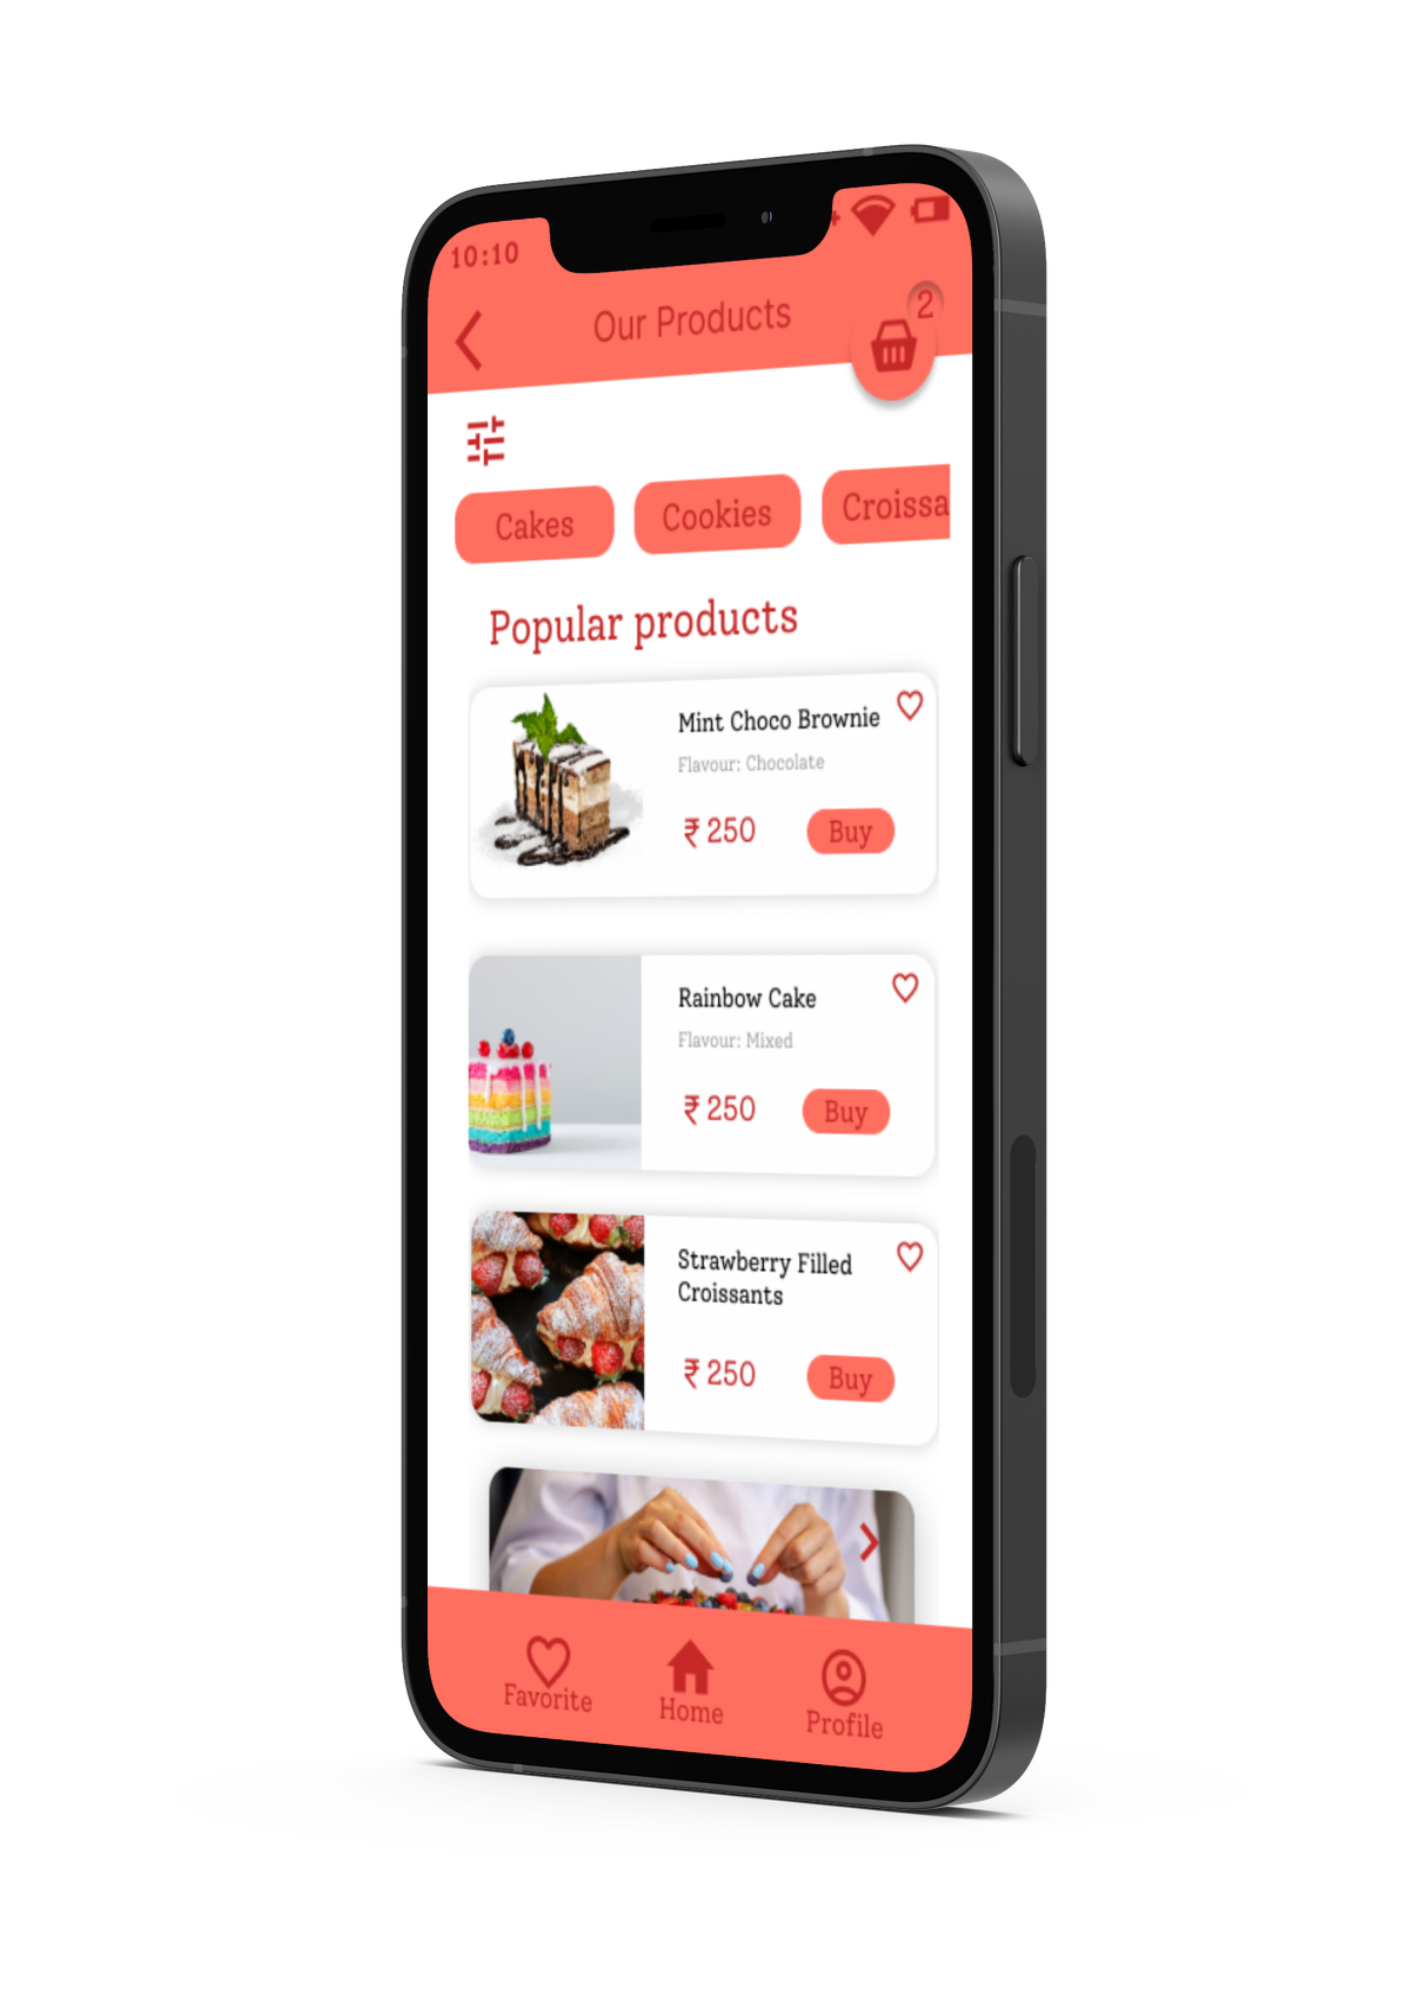 10:10
Our Products
2
Cakes
Cookies
Croissa
Popular products
Mint Choco Brownie
Flavour: Chocolate
₹ 250
Buy
Rainbow Cake
Flavour: Mixed
₹ 250
Buy
Strawberry Filled
Croissants
₹ 250
Buy
Favorite
Home
Profile